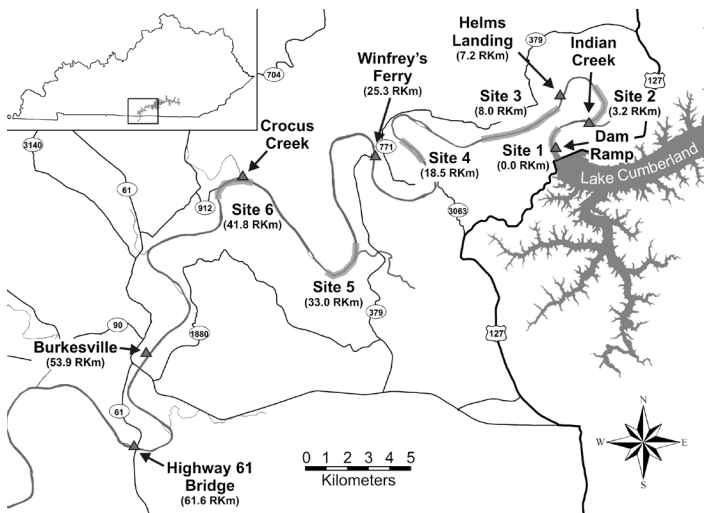 704
Helms
Landing
(7.2 RKm)
379
Indian
Creek
127
Winfrey's
Ferry
(25.3 RKm)
Site 3
(8.0 RKm)
Site 2
(3.2 RKm)
Crocus
Creek
3140
771
Site 4
(18.5 RKm)
Site 1
(0.0 RKm)
Dam
Ramp
Lake Cumberland
61
912
Site 6
(41.8 RKm)
3063
Site 5
(33.0 RKm)
90
1880
379
127
Burkesville
(53.9 RKm)
61
Highway 61
Bridge
(61.6 RKm)
0 1 2 3 4 5
Kilometers
N
W E
S